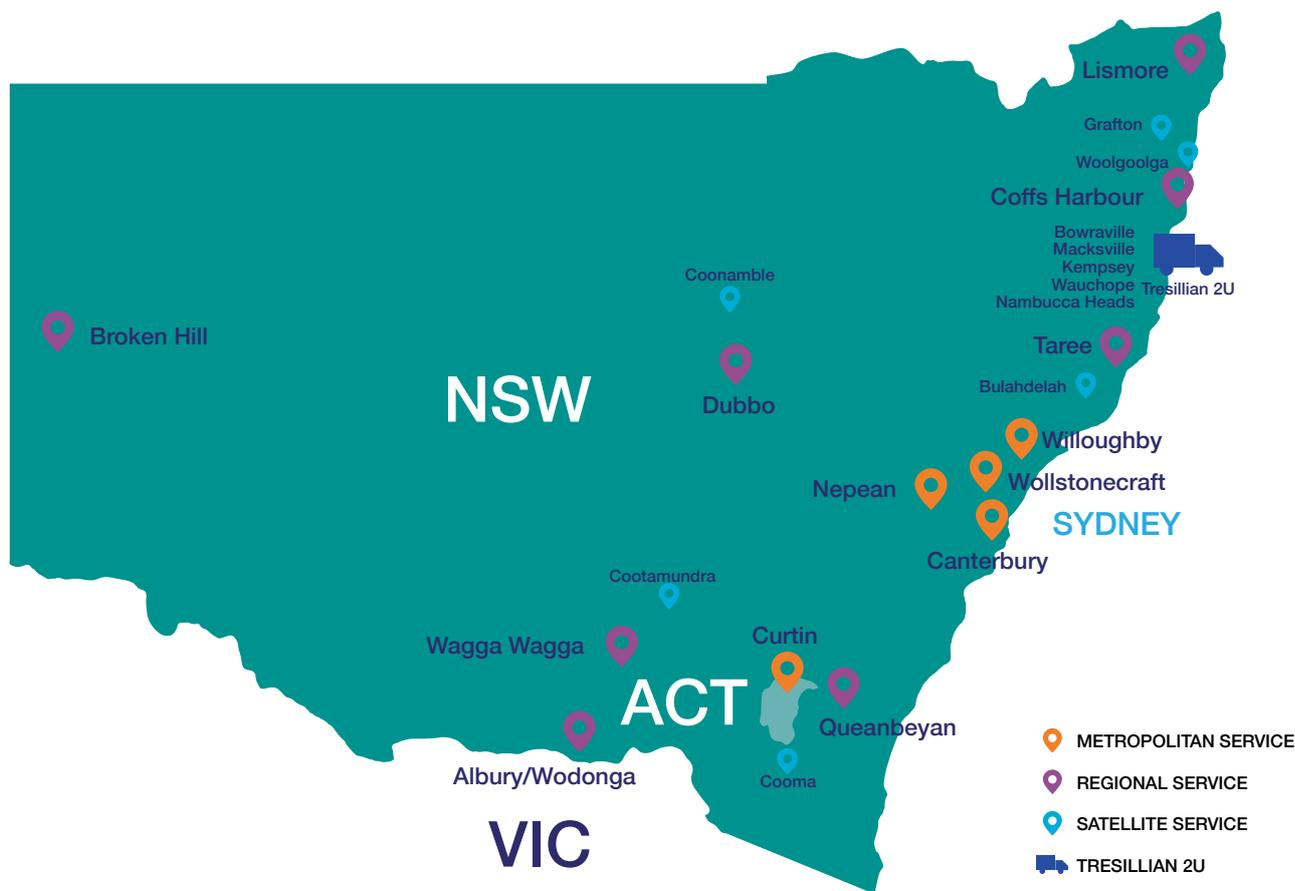 Lismore
Grafton
Woolgoolga
Coffs Harbour
Bowraville
Macksville
Kempsey
Wauchope
Nambucca Heads
Tresillian 2U
Coonamble
Broken Hill
Taree
Bulahdelah
NSW
Dubbo
Willoughby
Nepean
Wollstonecraft
SYDNEY
Canterbury
Cootamundra
Curtin
Wagga Wagga
ACT
Queanbeyan
Albury/Wodonga
Cooma
VIC
METROPOLITAN SERVICE
REGIONAL SERVICE
SATELLITE SERVICE
TRESILLIAN 2U